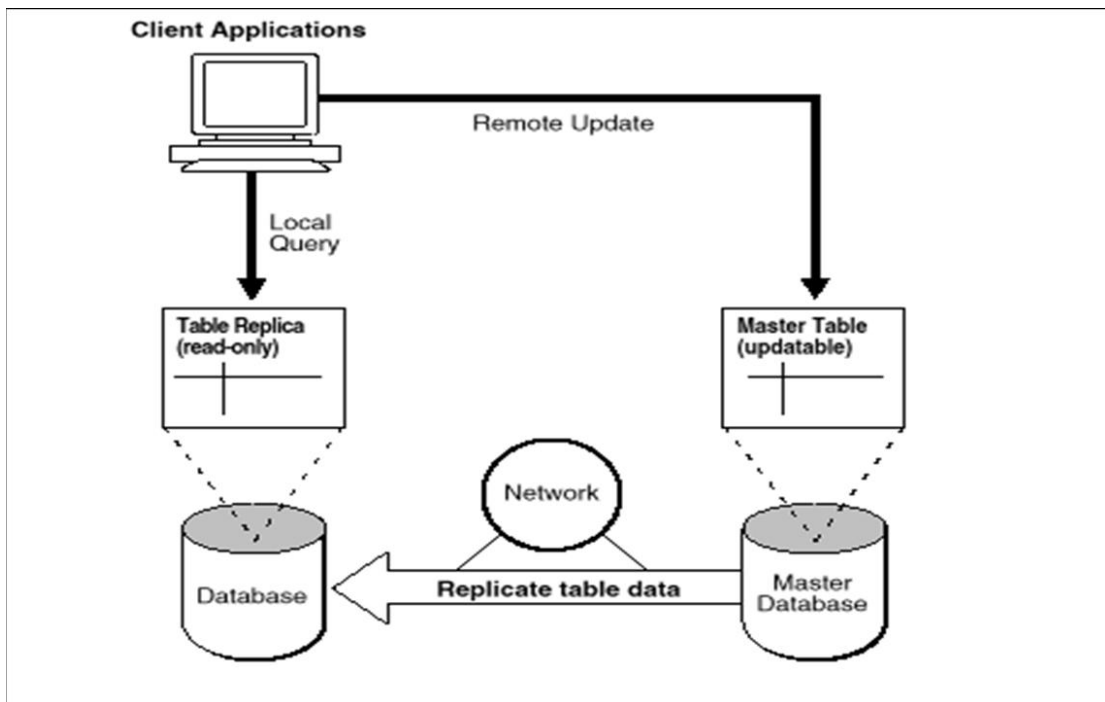 Client Applications
Remote Update
Local
Query
Table Replica
(read-only)
Master Table
(updatable)
Network
Replicate table data
Database
Master
Database